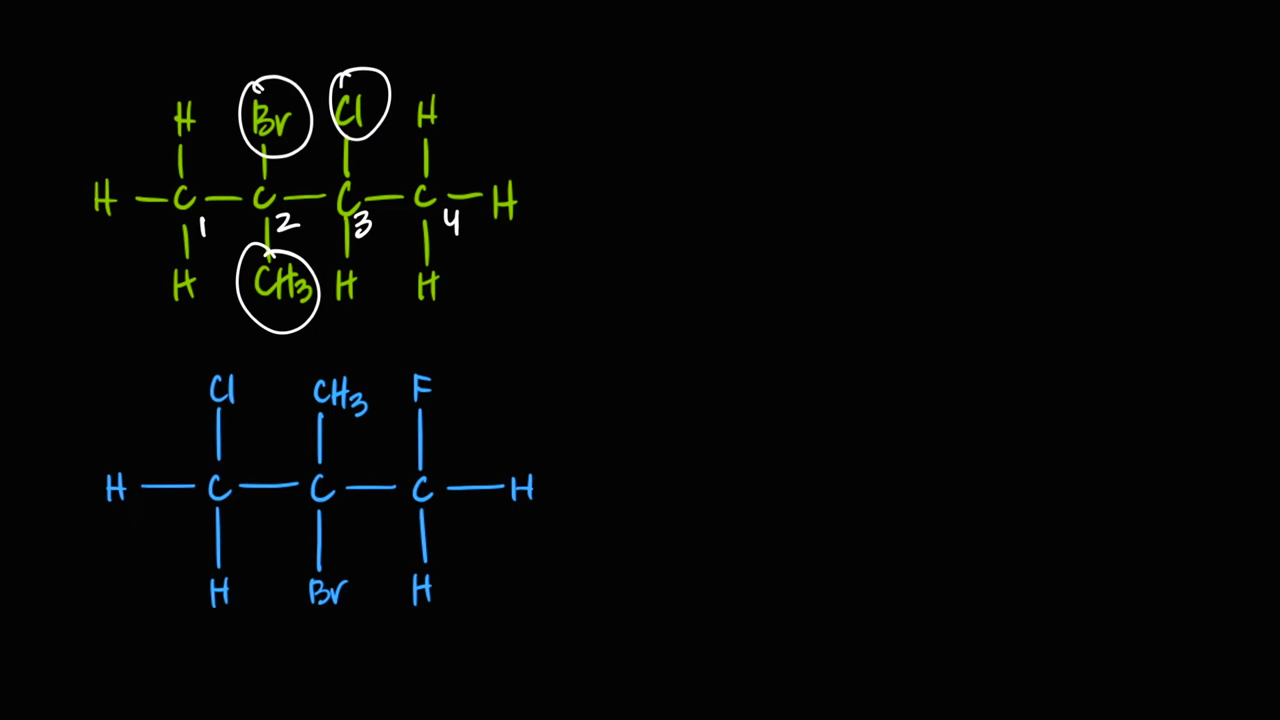 H Br Cl H
H C C C C H
1 2 3 4
H CH3 H H
Cl CH3 F
H C C C H
H Br H